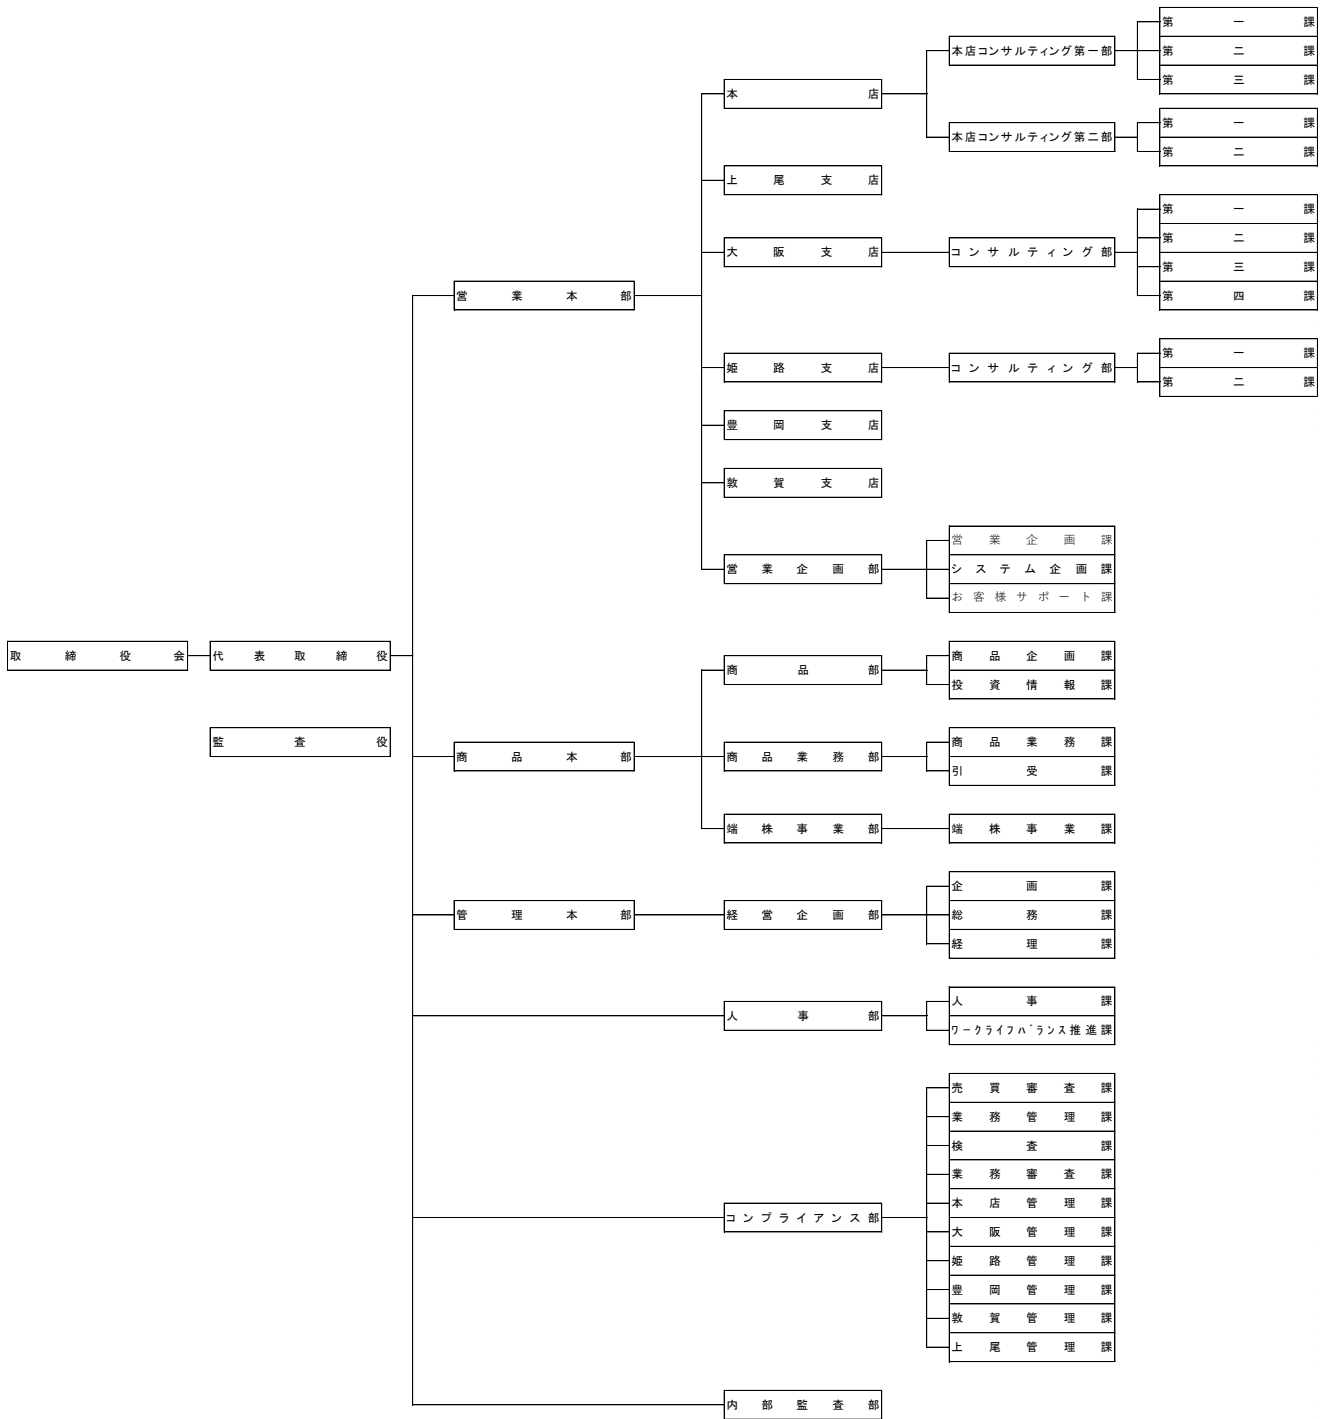 第一課
本店コンサルティング第一部
第二課
第三課
本店
第一課
本店コンサルティング第二部
第二課
上尾支店
第一課
第二課
大阪支店
コンサルティング部
第三課
第四課
営業本部
第一課
姫路支店
コンサルティング部
第二課
豊岡支店
敦賀支店
営業企画課
営業企画部
システム企画課
お客様サポート課
取締役会
代表取締役
商品部
商品企画課
投資情報課
監査役
商品本部
商品業務部
商品業務課
引受課
端株事業部
端株事業課
企画課
管理本部
経営企画部
総務課
経理課
人事部
人事課
ワークライフバランス推進課
売買審査課
業務管理課
検査課
業務審査課
本店管理課
コンプライアンス部
大阪管理課
姫路管理課
豊岡管理課
敦賀管理課
上尾管理課
内部監査部